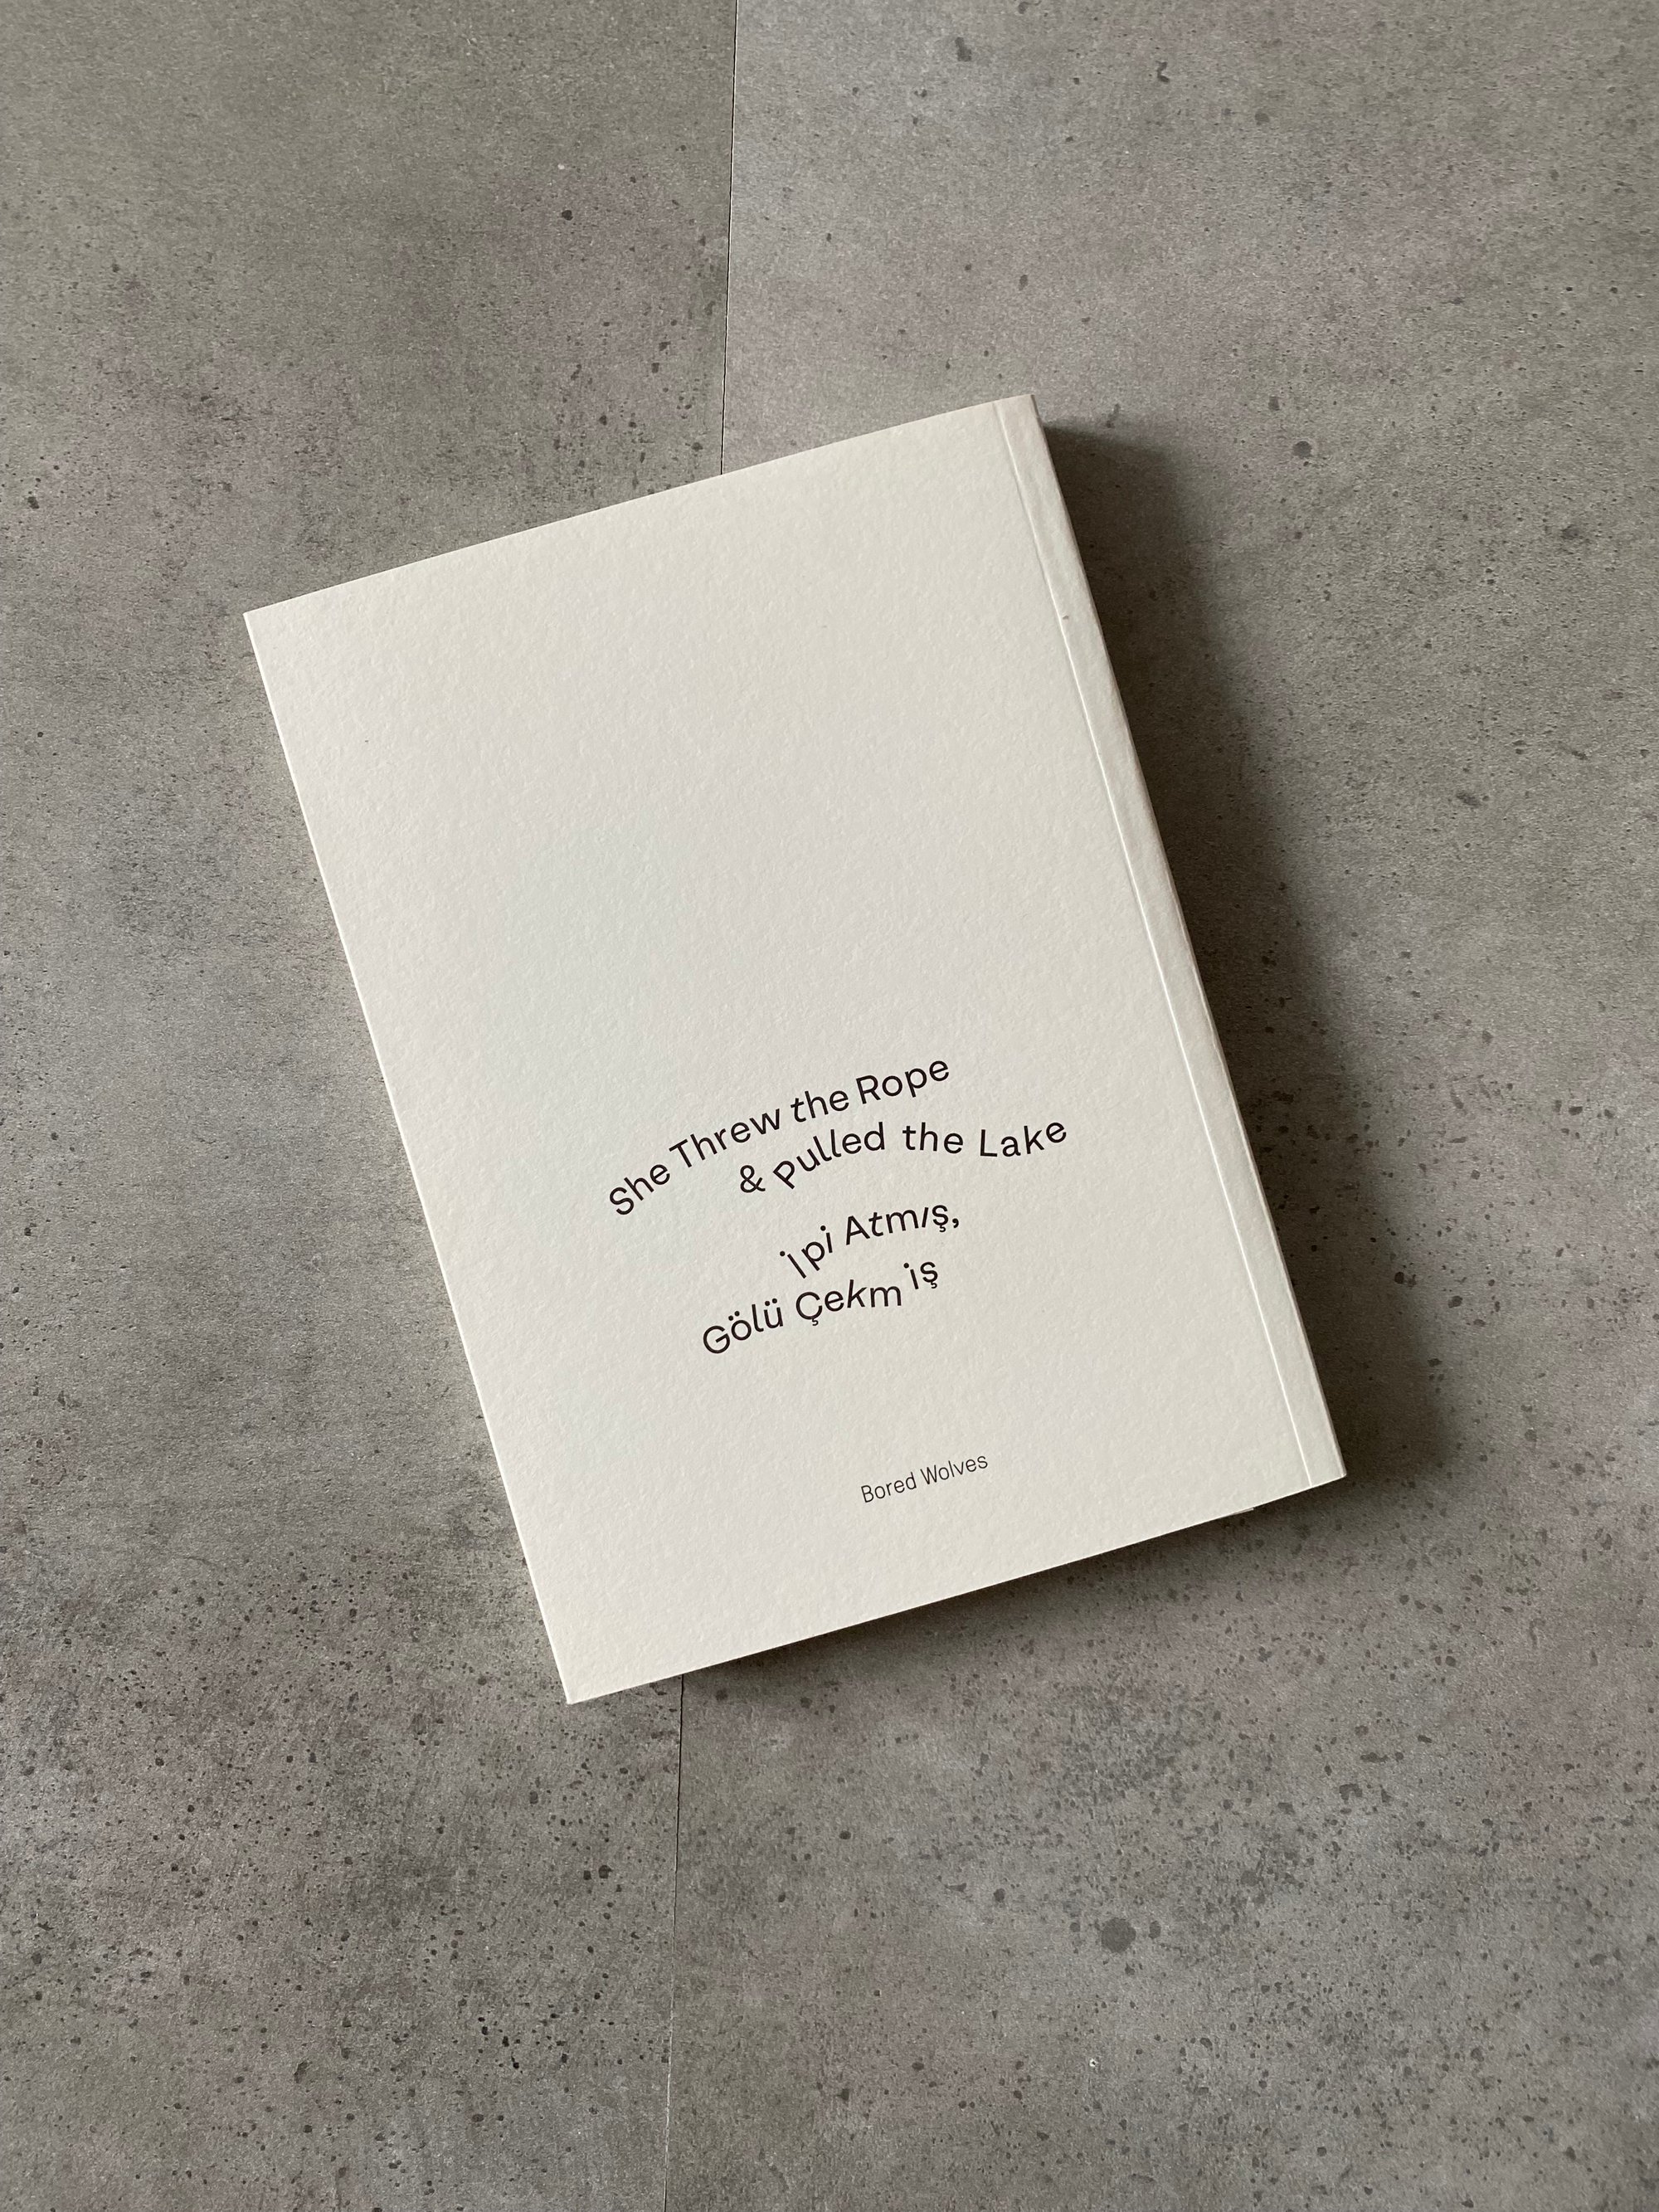 She Threw the Rope
& pulled the Lake
İpi Atmış,
Gölü Çekmiş
Bored Wolves